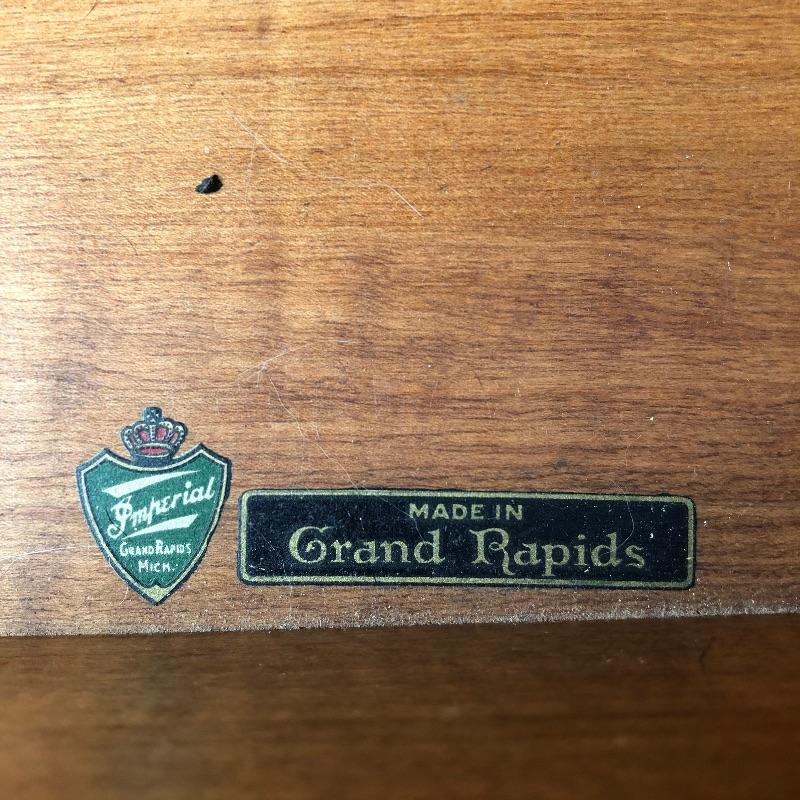 Imperial
GRAND RAPIDS
MICH.
MADE IN
Grand Rapids